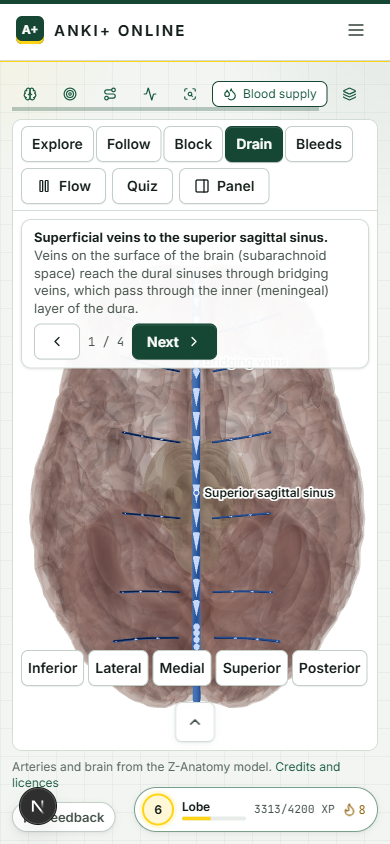 A+ ANKI+ ONLINE
Blood supply
Explore Follow Block Drain Bleeds
Flow Quiz Panel
Superficial veins to the superior sagittal sinus.
Veins on the surface of the brain (subarachnoid
space) reach the dural sinuses through bridging
veins, which pass through the inner (meningeal)
layer of the dura.
1 / 4 Next
Superior sagittal sinus
Inferior Lateral Medial Superior Posterior
Arteries and brain from the Z-Anatomy model. Credits and
licences
N
6 Lobe 3313/4200 XP 8